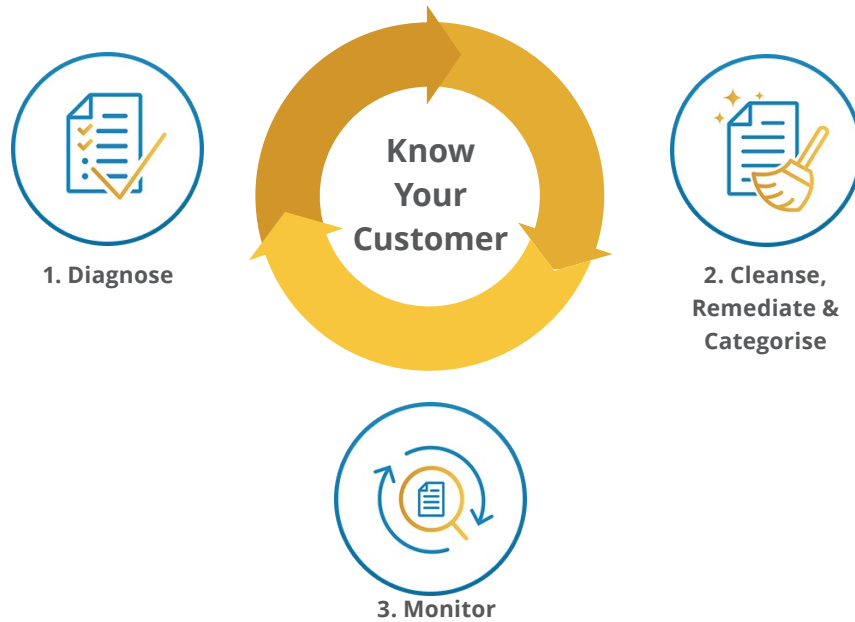 Know
Your
Customer
1. Diagnose
2. Cleanse,
Remediate &
Categorise
3. Monitor